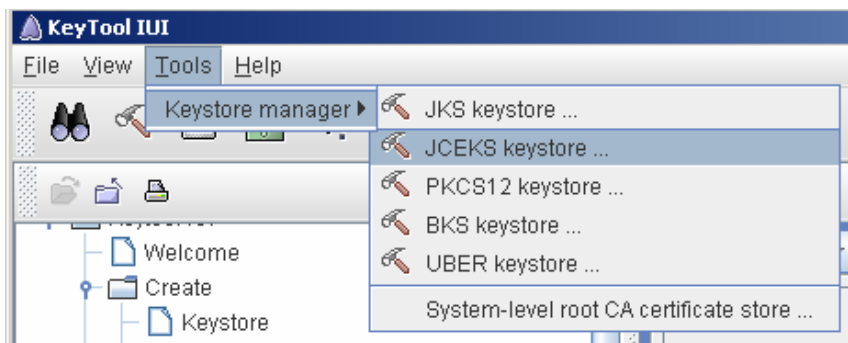 KeyTool IUI
File View Tools Help
Keystore manager
JKS keystore ...
JCEKS keystore ...
PKCS12 keystore ...
BKS keystore ...
UBER keystore ...
System-level root CA certificate store ...
Welcome
Create
Keystore